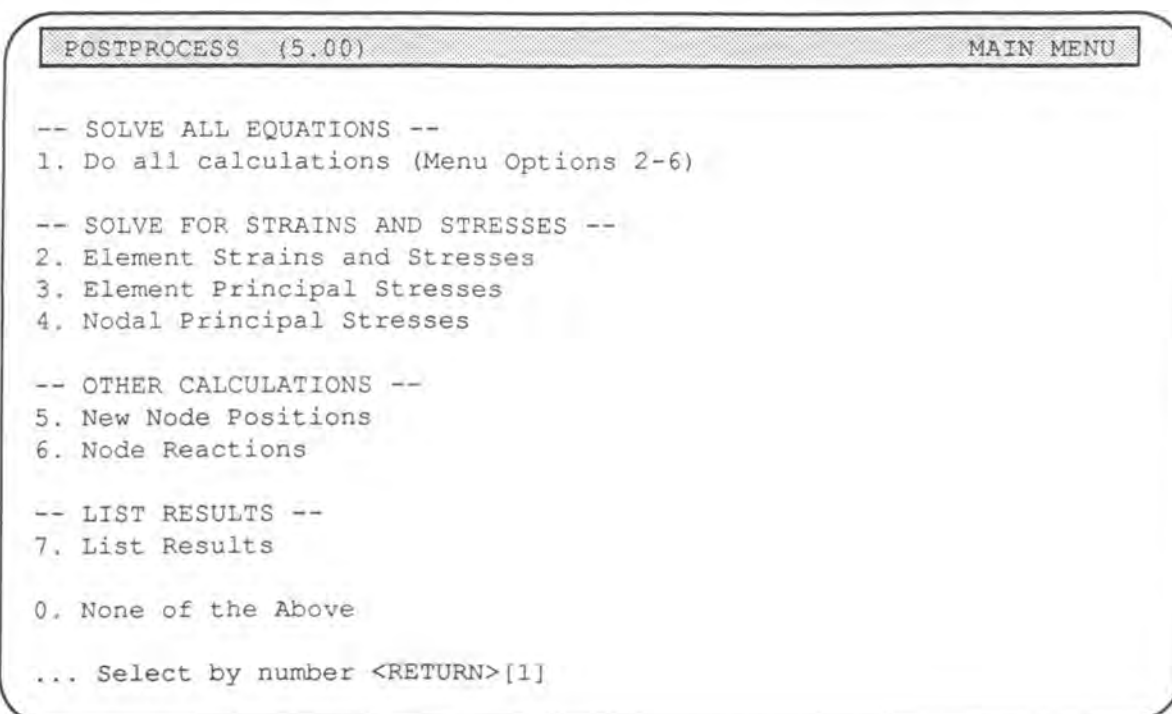 POSTPROCESS (5.00) MAIN MENU
-- SOLVE ALL EQUATIONS --
1. Do all calculations (Menu Options 2-6)
-- SOLVE FOR STRAINS AND STRESSES --
2. Element Strains and Stresses
3. Element Principal Stresses
4. Nodal Principal Stresses
-- OTHER CALCULATIONS --
5. New Node Positions
6. Node Reactions
-- LIST RESULTS --
7. List Results
0. None of the Above
... Select by number <RETURN>[1]